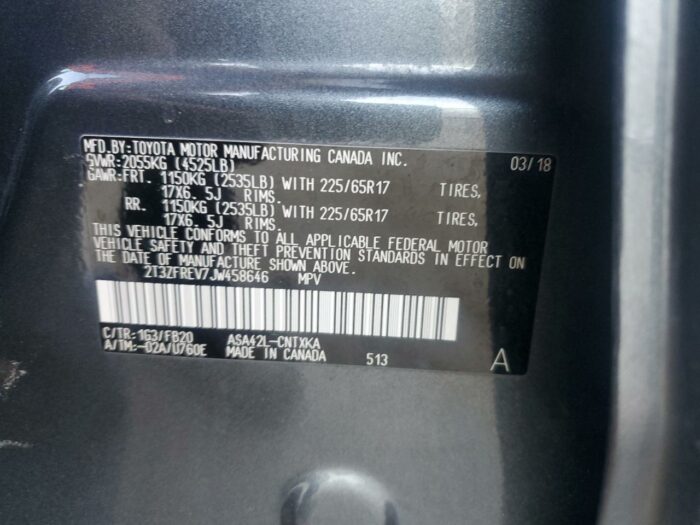 MFD.BY:TOYOTA MOTOR MANUFACTURING CANADA INC. 03/18
GVWR:2055KG (4525LB)
GAWR:FRT. 1150KG (2535LB) WITH 225/65R17 TIRES,
17X6. 5J RIMS.
RR. 1150KG (2535LB) WITH 225/65R17 TIRES,
17X6. 5J RIMS.
THIS VEHICLE CONFORMS TO ALL APPLICABLE FEDERAL MOTOR
VEHICLE SAFETY AND THEFT PREVENTION STANDARDS IN EFFECT ON
THE DATE OF MANUFACTURE SHOWN ABOVE.
2T3ZFREV7JW458646 MPV
C/TR:1G3/FB20 ASA42L-CNTXKA
A/TM:-02A/U760E MADE IN CANADA 513 A